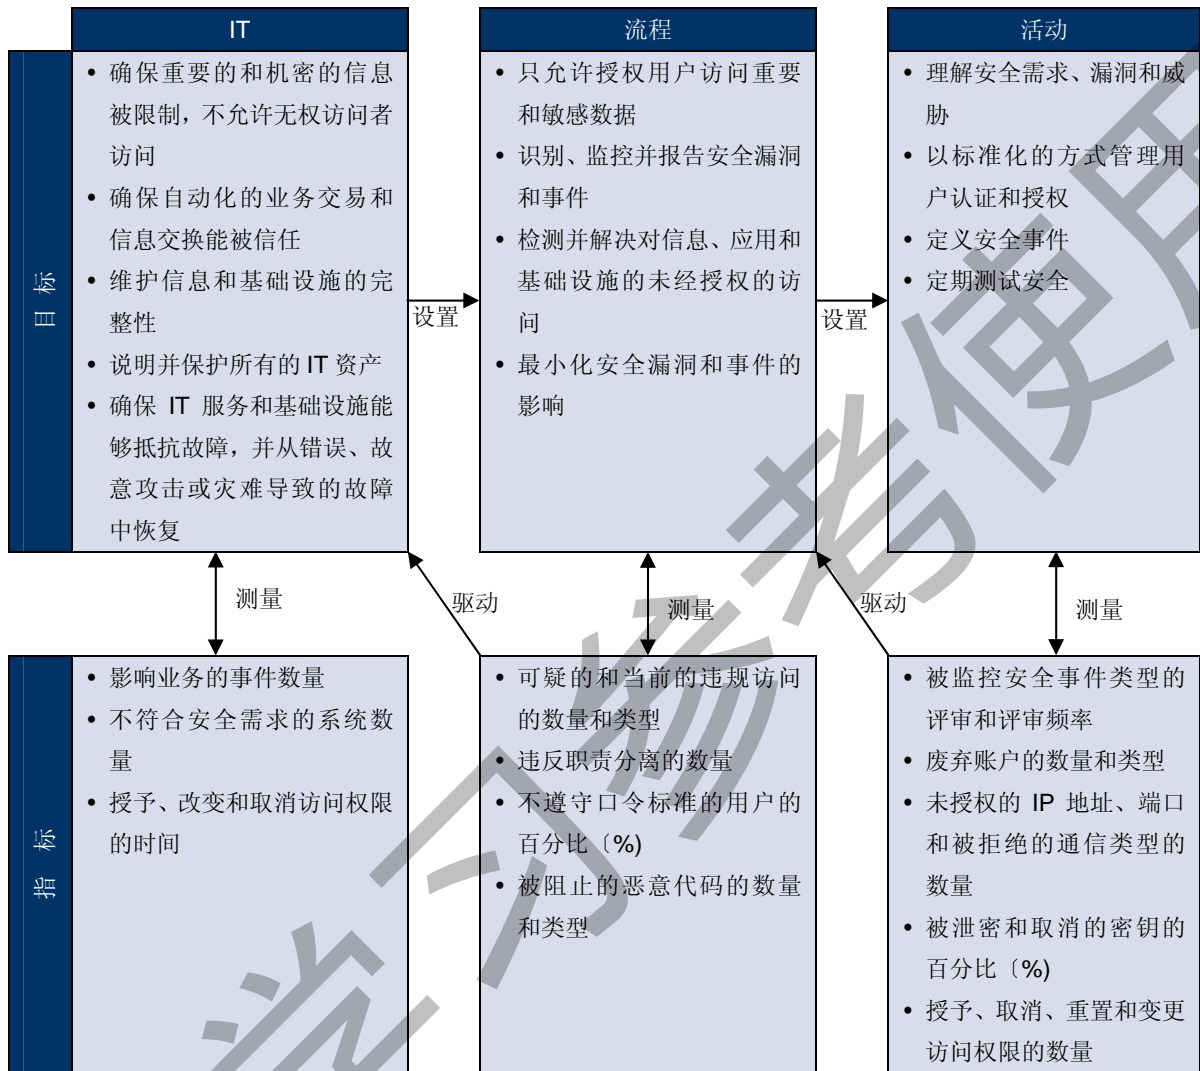 IT
流程
活动
目标
• 确保重要的和机密的信息
被限制，不允许无权访问者
访问
• 确保自动化的业务交易和
信息交换能被信任
• 维护信息和基础设施的完
整性
• 说明并保护所有的 IT 资产
• 确保 IT 服务和基础设施能
够抵抗故障，并从错误、故
意攻击或灾难导致的故障
中恢复
设置
• 只允许授权用户访问重要
和敏感数据
• 识别、监控并报告安全漏洞
和事件
• 检测并解决对信息、应用和
基础设施的未经授权的访
问
• 最小化安全漏洞和事件的
影响
设置
• 理解安全需求、漏洞和威
胁
• 以标准化的方式管理用
户认证和授权
• 定义安全事件
• 定期测试安全
测量
驱动
测量
驱动
测量
指标
• 影响业务的事件数量
• 不符合安全需求的系统数
量
• 授予、改变和取消访问权限
的时间
• 可疑的和当前的违规访问
的数量和类型
• 违反职责分离的数量
• 不遵守口令标准的用户的
百分比〔%)
• 被阻止的恶意代码的数量
和类型
• 被监控安全事件类型的
评审和评审频率
• 废弃账户的数量和类型
• 未授权的 IP 地址、端口
和被拒绝的通信类型的
数量
• 被泄密和取消的密钥的
百分比〔%)
• 授予、取消、重置和变更
访问权限的数量
学习参考使用